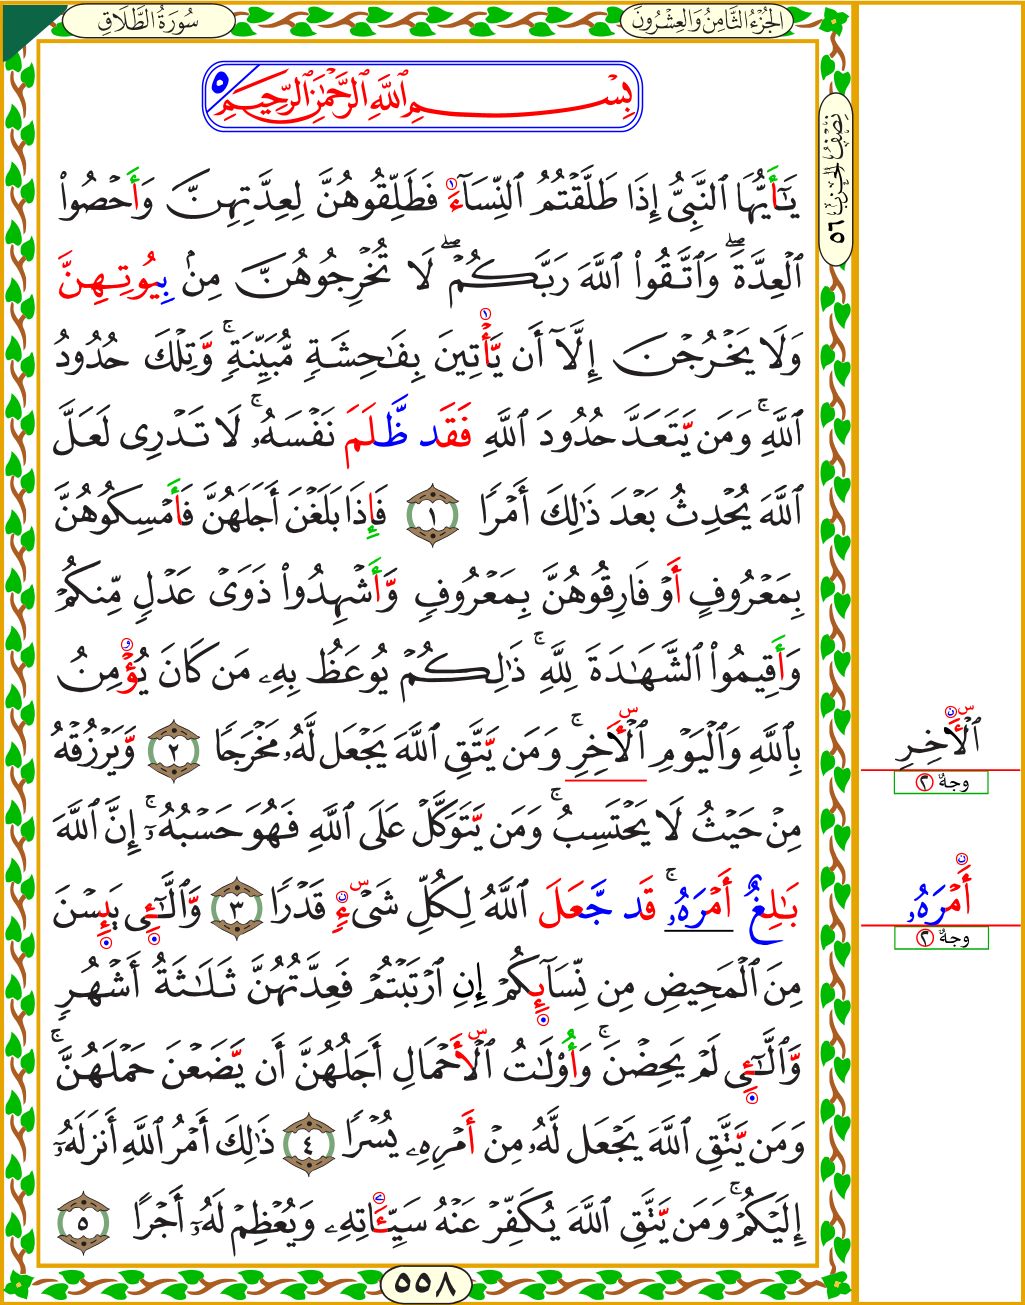 سُورَةُ الطَّلَاقِ
الجُزْءُ الثَّامِنُ وَالعِشْرُونَ
بِسْمِ ٱللَّهِ ٱلرَّحْمَٰنِ ٱلرَّحِيمِ ٥
نِصْفُ الْحِزْبِ ٥٦
يَٰٓأَيُّهَا ٱلنَّبِىُّ إِذَا طَلَّقْتُمُ ٱلنِّسَآءَ فَطَلِّقُوهُنَّ لِعِدَّتِهِنَّ وَأَحْصُوا۟
ٱلْعِدَّةَ ۖ وَٱتَّقُوا۟ ٱللَّهَ رَبَّكُمْ ۖ لَا تُخْرِجُوهُنَّ مِنۢ بِيُوتِهِنَّ
وَلَا يَخْرُجْنَ إِلَّآ أَن يَّأْتِينَ بِفَٰحِشَةٍ مُّبَيِّنَةٍ ۚ وَّتِلْكَ حُدُودُ
ٱللَّهِ ۚ وَمَن يَّتَعَدَّ حُدُودَ ٱللَّهِ فَقَد ظَّلَمَ نَفْسَهُۥ ۚ لَا تَدْرِى لَعَلَّ
ٱللَّهَ يُحْدِثُ بَعْدَ ذَٰلِكَ أَمْرًا ١ فَإِذَا بَلَغْنَ أَجَلَهُنَّ فَأَمْسِكُوهُنَّ
بِمَعْرُوفٍ أَوْ فَارِقُوهُنَّ بِمَعْرُوفٍ وَّأَشْهِدُوا۟ ذَوَىْ عَدْلٍ مِّنكُمْ
وَأَقِيمُوا۟ ٱلشَّهَٰدَةَ لِلَّهِ ۚ ذَٰلِكُمْ يُوعَظُ بِهِۦ مَن كَانَ يُؤْمِنُ
بِٱللَّهِ وَٱلْيَوْمِ ٱلْأَخِرِ ۚ وَمَن يَّتَّقِ ٱللَّهَ يَجْعَل لَّهُۥ مَخْرَجًا ٢ وَّيَرْزُقْهُ
مِنْ حَيْثُ لَا يَحْتَسِبُ ۚ وَمَن يَّتَوَكَّلْ عَلَى ٱللَّهِ فَهُوَ حَسْبُهُۥٓ ۚ إِنَّ ٱللَّهَ
بَٰلِغٌ أَمْرَهُۥ ۚ قَد جَّعَلَ ٱللَّهُ لِكُلِّ شَىْءٍ قَدْرًا ٣ وَّٱلَّٰٓـِٔى يَئِسْنَ
مِنَ ٱلْمَحِيضِ مِن نِّسَآئِكُمْ إِنِ ٱرْتَبْتُمْ فَعِدَّتُهُنَّ ثَلَٰثَةُ أَشْهُرٍ
وَّٱلَّٰٓـِٔى لَمْ يَحِضْنَ ۚ وَأُو۟لَٰتُ ٱلْأَحْمَالِ أَجَلُهُنَّ أَن يَّضَعْنَ حَمْلَهُنَّ ۚ
وَمَن يَّتَّقِ ٱللَّهَ يَجْعَل لَّهُۥ مِنْ أَمْرِهِۦ يُسْرًا ٤ ذَٰلِكَ أَمْرُ ٱللَّهِ أَنزَلَهُۥٓ
إِلَيْكُمْ ۚ وَمَن يَّتَّقِ ٱللَّهَ يُكَفِّرْ عَنْهُ سَيِّـَٔاتِهِۦ وَيُعْظِمْ لَهُۥٓ أَجْرًا ٥
ٱلْأَخِرِ
وجهٌ ٢
أَمْرَهُۥ
وجهٌ ٢
٥٥٨